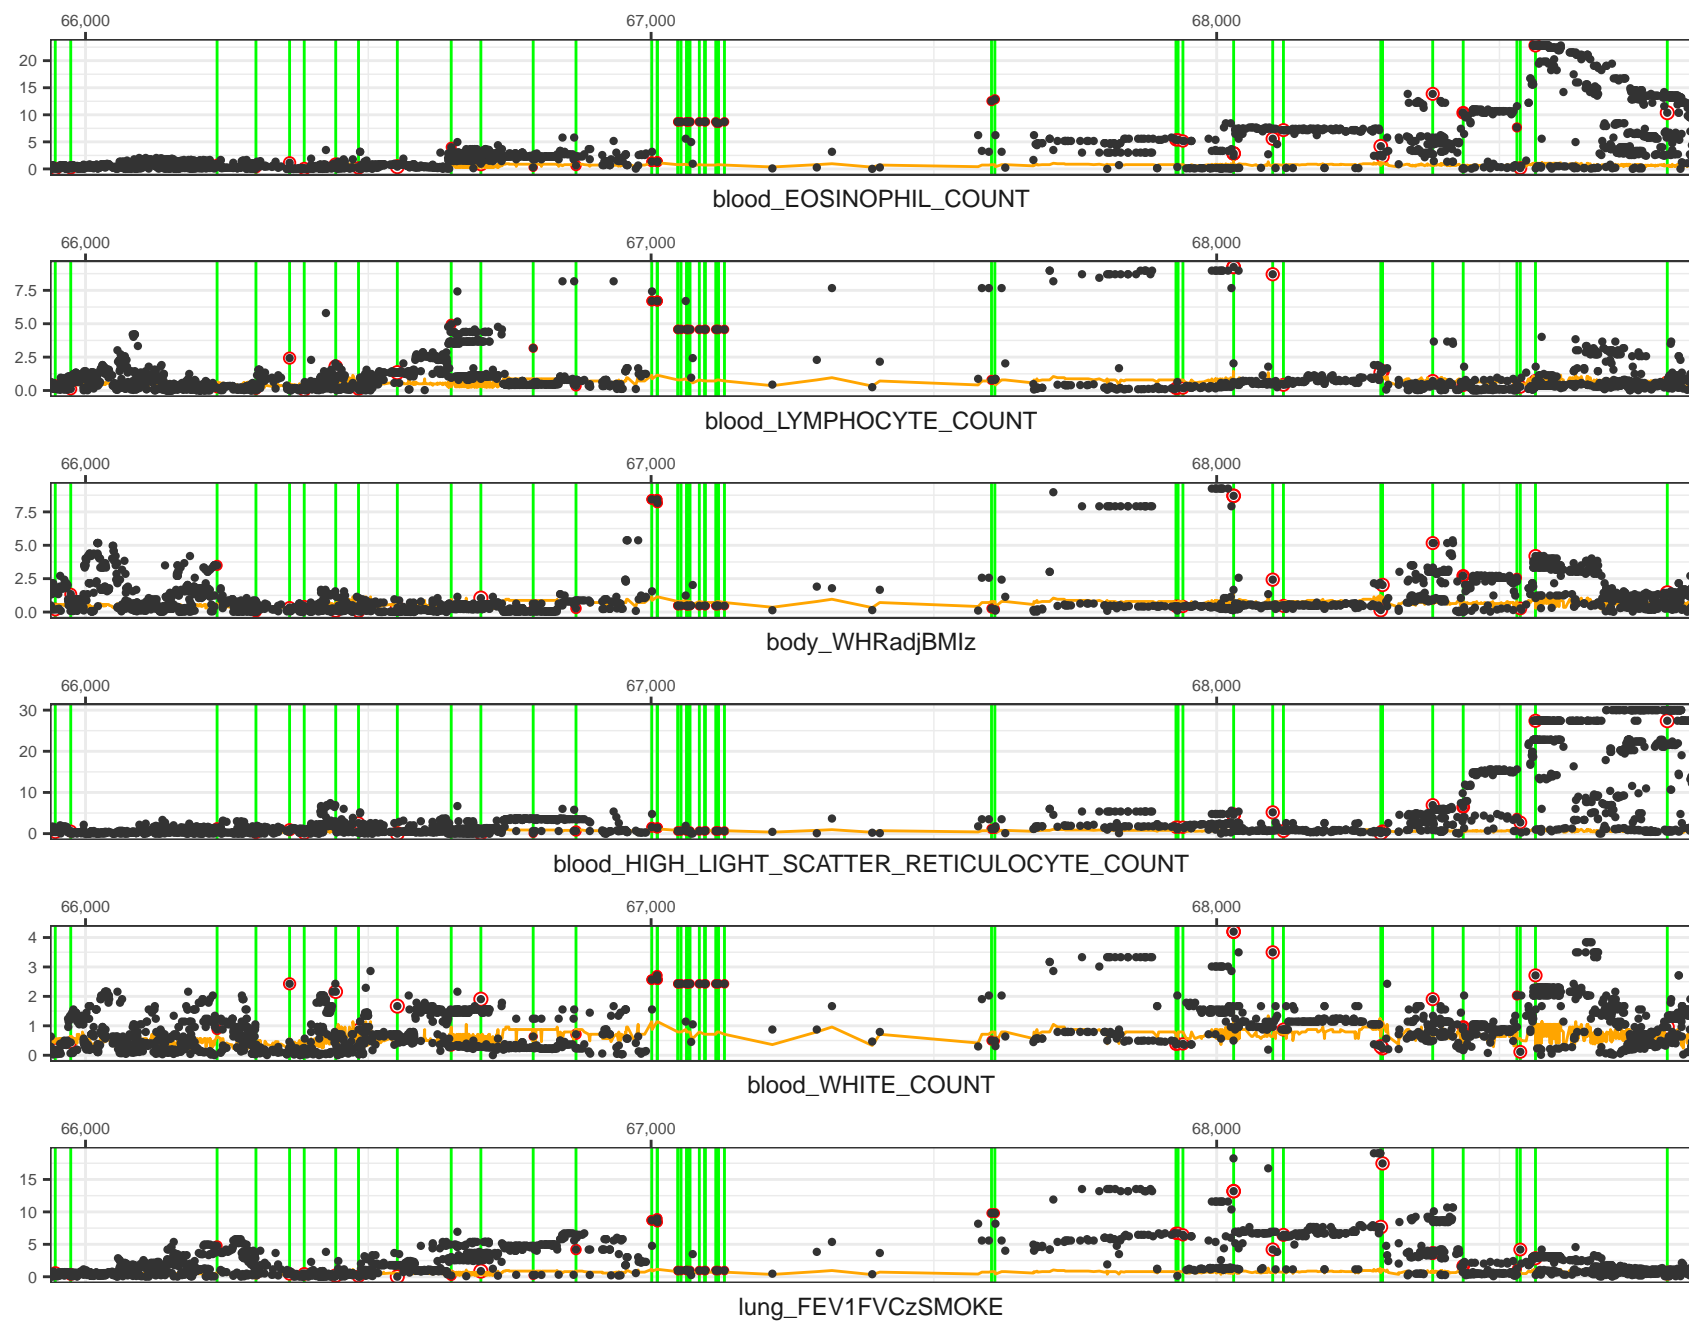 66,000 67,000 68,000
20
15
10
5
0
blood_EOSINOPHIL_COUNT
66,000 67,000 68,000
7.5
5.0
2.5
0.0
blood_LYMPHOCYTE_COUNT
66,000 67,000 68,000
7.5
5.0
2.5
0.0
body_WHRadjBMIz
66,000 67,000 68,000
30
20
10
0
blood_HIGH_LIGHT_SCATTER_RETICULOCYTE_COUNT
66,000 67,000 68,000
4
3
2
1
0
blood_WHITE_COUNT
66,000 67,000 68,000
15
10
5
0
lung_FEV1FVCzSMOKE